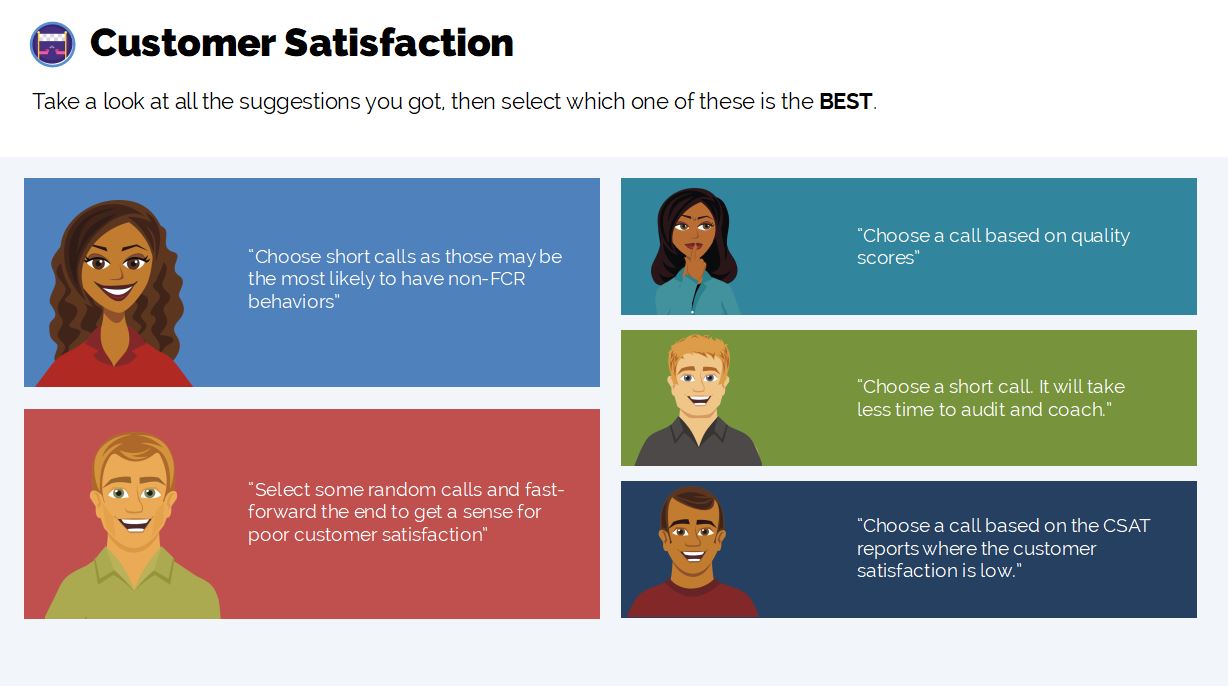 Customer Satisfaction
Take a look at all the suggestions you got, then select which one of these is the BEST.
“Choose short calls as those may be
the most likely to have non-FCR
behaviors”
“Select some random calls and fast-
forward the end to get a sense for
poor customer satisfaction”
“Choose a call based on quality
scores”
“Choose a short call. It will take
less time to audit and coach.”
“Choose a call based on the CSAT
reports where the customer
satisfaction is low.”